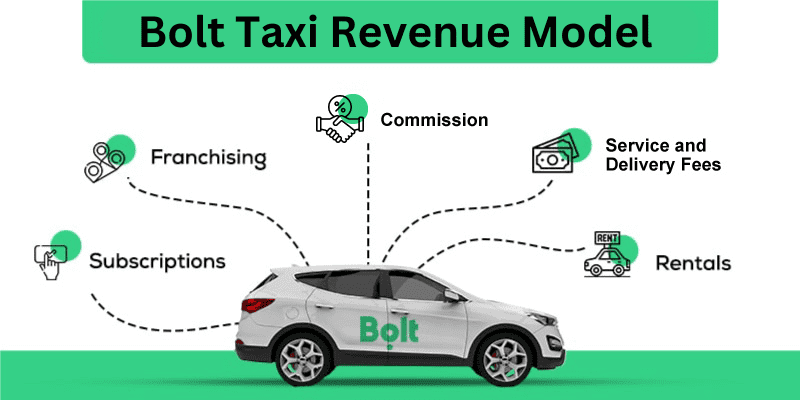 Bolt Taxi Revenue Model
Commission
Franchising
Service and
Delivery Fees
Subscriptions
RENT
Rentals
Bolt